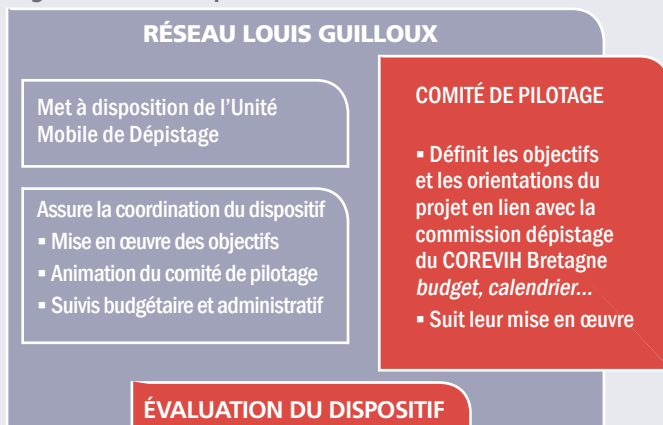 RÉSEAU LOUIS GUILLOUX
Met à disposition de l’Unité
Mobile de Dépistage
Assure la coordination du dispositif
▪ Mise en œuvre des objectifs
▪ Animation du comité de pilotage
▪ Suivis budgétaire et administratif
COMITÉ DE PILOTAGE
▪ Définit les objectifs
et les orientations du
projet en lien avec la
commission dépistage
du COREVIH Bretagne
budget, calendrier...
▪ Suit leur mise en œuvre
ÉVALUATION DU DISPOSITIF